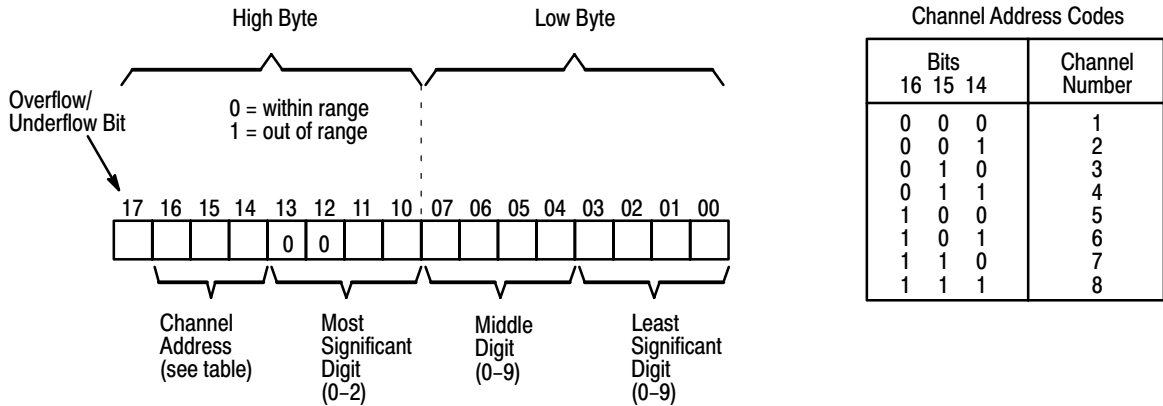 High Byte
Low Byte
Overflow/
Underflow Bit
0 = within range
1 = out of range
17 16 15 14 13 12 11 10 07 06 05 04 03 02 01 00
0 0
Channel
Address
(see table)
Most
Significant
Digit
(0–2)
Middle
Digit
(0–9)
Least
Significant
Digit
(0–9)
Channel Address Codes
Bits
16 15 14
Channel
Number
0 0 0 1
0 0 1 2
0 1 0 3
0 1 1 4
1 0 0 5
1 0 1 6
1 1 0 7
1 1 1 8